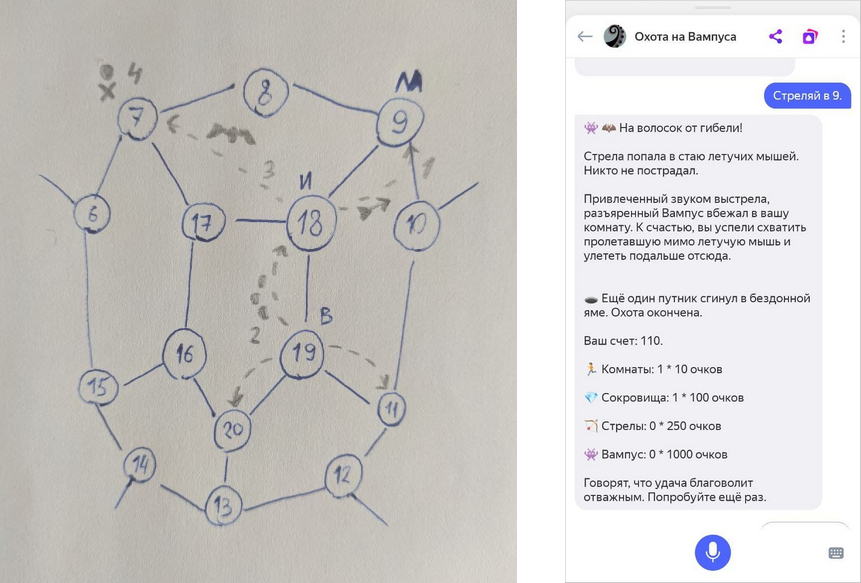 4
8
М
7
9
3
1
И
6
17
18
10
2
В
16
19
15
20
11
14
12
13
Охота на Вампуса
Стреляй в 9.
На волосок от гибели!
Стрела попала в стаю летучих мышей.
Никто не пострадал.
Привлеченный звуком выстрела,
разъяренный Вампус вбежал в вашу
комнату. К счастью, вы успели схватить
пролетавшую мимо летучую мышь и
улететь подальше отсюда.
Ещё один путник сгинул в бездонной
яме. Охота окончена.
Ваш счет: 110.
Комнаты: 1 * 10 очков
Сокровища: 1 * 100 очков
Стрелы: 0 * 250 очков
Вампус: 0 * 1000 очков
Говорят, что удача благоволит
отважным. Попробуйте ещё раз.